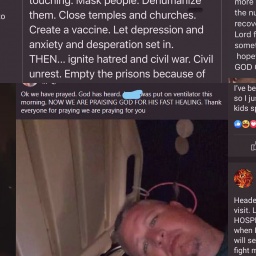 touching. Mask people. Dehumanize
them. Close temples and churches.
Create a vaccine. Let depression and
anxiety and desperation set in.
THEN... ignite hatred and civil war. Civil
unrest. Empty the prisons because of
Ok we have prayed. God has heard. was put on ventilator this
morning. NOW WE ARE PRAISING GOD FOR HIS FAST HEALING. Thank
everyone for praying we are praying for you
more
the nu
recov
Lord f
somet
hope
GOD
I've be
so I jus
kids s
Heade
visit. L
HOSPI
when
will se
fight m